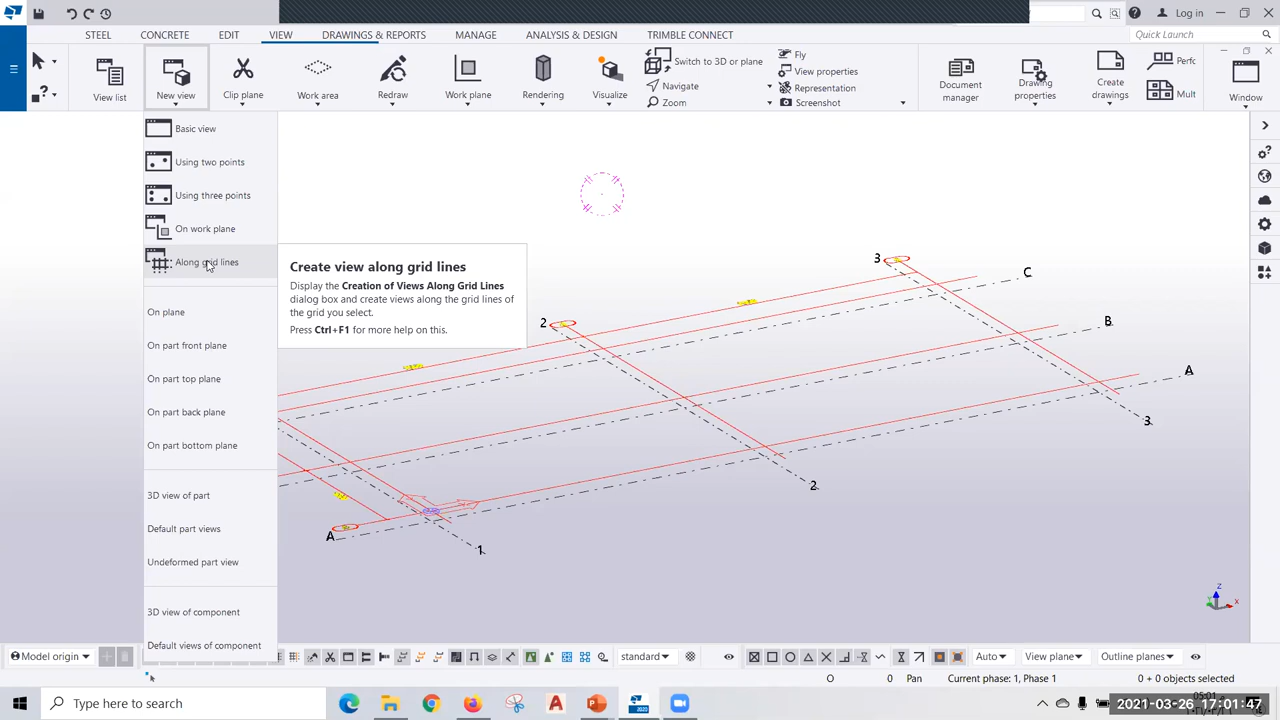 Log in
STEEL CONCRETE EDIT VIEW DRAWINGS & REPORTS MANAGE ANALYSIS & DESIGN TRIMBLE CONNECT Quick Launch
View list
New view
Clip plane
Work area
Redraw
Work plane
Rendering
Visualize
Switch to 3D or plane
Navigate
Zoom
Fly
View properties
Representation
Screenshot
Document manager
Drawing properties
Create drawings
Perfc
Mult
Window
Basic view
Using two points
Using three points
On work plane
Along grid lines
On plane
On part front plane
On part top plane
On part back plane
On part bottom plane
3D view of part
Default part views
Undeformed part view
3D view of component
Default views of component
Create view along grid lines
Display the Creation of Views Along Grid Lines
dialog box and create views along the grid lines of
the grid you select.
Press Ctrl+F1 for more help on this.
3
C
2
B
A
3
2
A
1
Z
X
Model origin
standard
Auto
View plane
Outline planes
O 0 Pan Current phase: 1, Phase 1 0 + 0 objects selected
Type here to search
2021-03-26 17:01:47